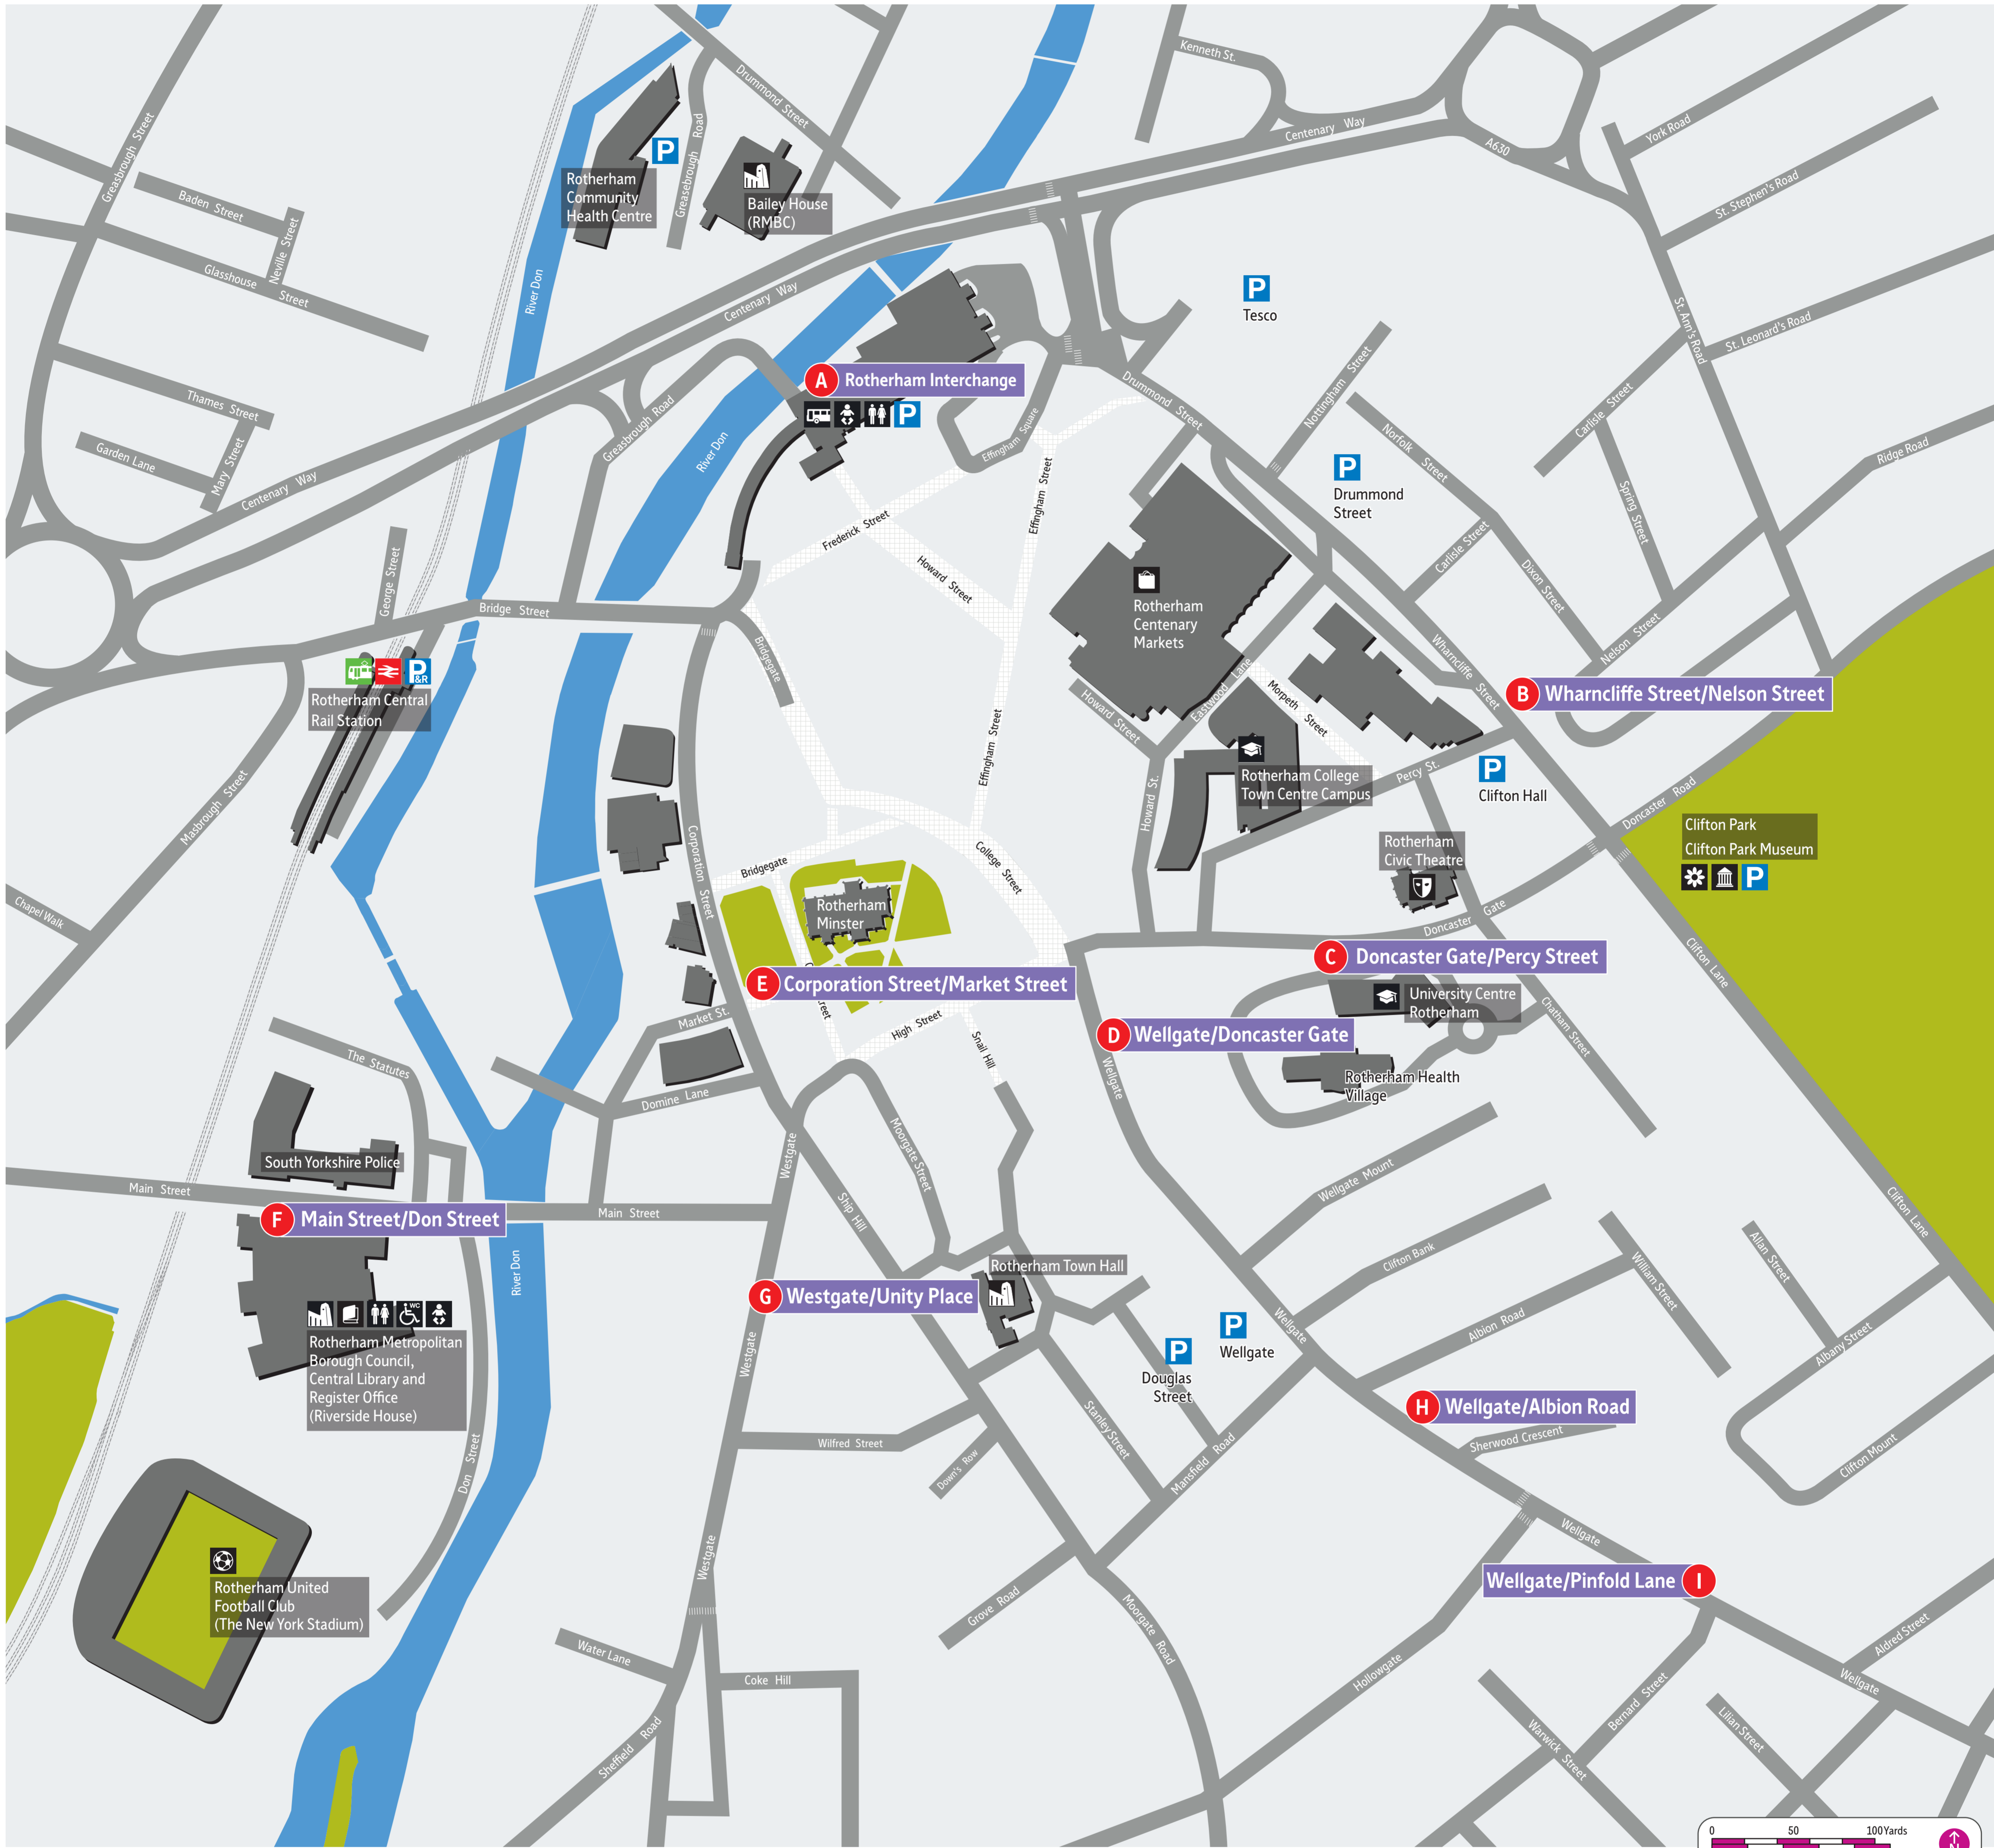 Kenneth St.
Drummond Street
Greasbrough Street
Centenary Way
A630
York Road
Baden Street
Neville Street
Greasebrough Road
P
Rotherham
Community
Health Centre
Bailey House
(RMBC)
St. Stephen's Road
Glasshouse Street
River Don
Centenary Way
P
Tesco
St. Ann's Road
St. Leonard's Road
Thames Street
Garden Lane
Mary Street
Centenary Way
Greasbrough Road
River Don
A Rotherham Interchange
P
Effingham Square
Drummond Street
Nottingham Street
Norfolk Street
Carlisle Street
Ridge Road
P
Drummond
Street
Spring Street
Effingham Street
Frederick Street
Howard Street
Carlisle Street
Dixon Street
Nelson Street
George Street
Bridge Street
Bridgegate
Rotherham
Centenary
Markets
Wharncliffe Street
B Wharncliffe Street/Nelson Street
P
&R
Rotherham Central
Rail Station
Eastwood Lane
Morpeth Street
Howard Street
Effingham Street
Rotherham College
Town Centre Campus
Percy St.
P
Clifton Hall
Howard St.
Masbrough Street
Corporation Street
Doncaster Road
Clifton Park
Clifton Park Museum
P
Rotherham
Civic Theatre
Bridgegate
College Street
Rotherham
Minster
Doncaster Gate
Chapel Walk
C Doncaster Gate/Percy Street
Clifton Lane
E Corporation Street/Market Street
University Centre
Rotherham
Chatham Street
Market St.
High Street
Snail Hill
D Wellgate/Doncaster Gate
Wellgate
Rotherham Health
Village
The Statutes
Domine Lane
South Yorkshire Police
Moorgate Street
Westgate
Wellgate Mount
Main Street
Main Street
F Main Street/Don Street
Ship Hill
Clifton Lane
Clifton Bank
William Street
Allan Street
River Don
Rotherham Town Hall
G Westgate/Unity Place
WC
Rotherham Metropolitan
Borough Council,
Central Library and
Register Office
(Riverside House)
P
Wellgate
P
Douglas
Street
Wellgate
Albion Road
Albany Street
Westgate
H Wellgate/Albion Road
Sherwood Crescent
Stanley Street
Wilfred Street
Down's Row
Mansfield Road
Clifton Mount
Don Street
Wellgate
Westgate
Wellgate/Pinfold Lane I
Rotherham United
Football Club
(The New York Stadium)
Grove Road
Moorgate Road
Water Lane
Coke Hill
Hollowgate
Aldred Street
Wellgate
Bernard Street
Lilian Street
Warwick Street
Sheffield Road
0 50 100 Yards